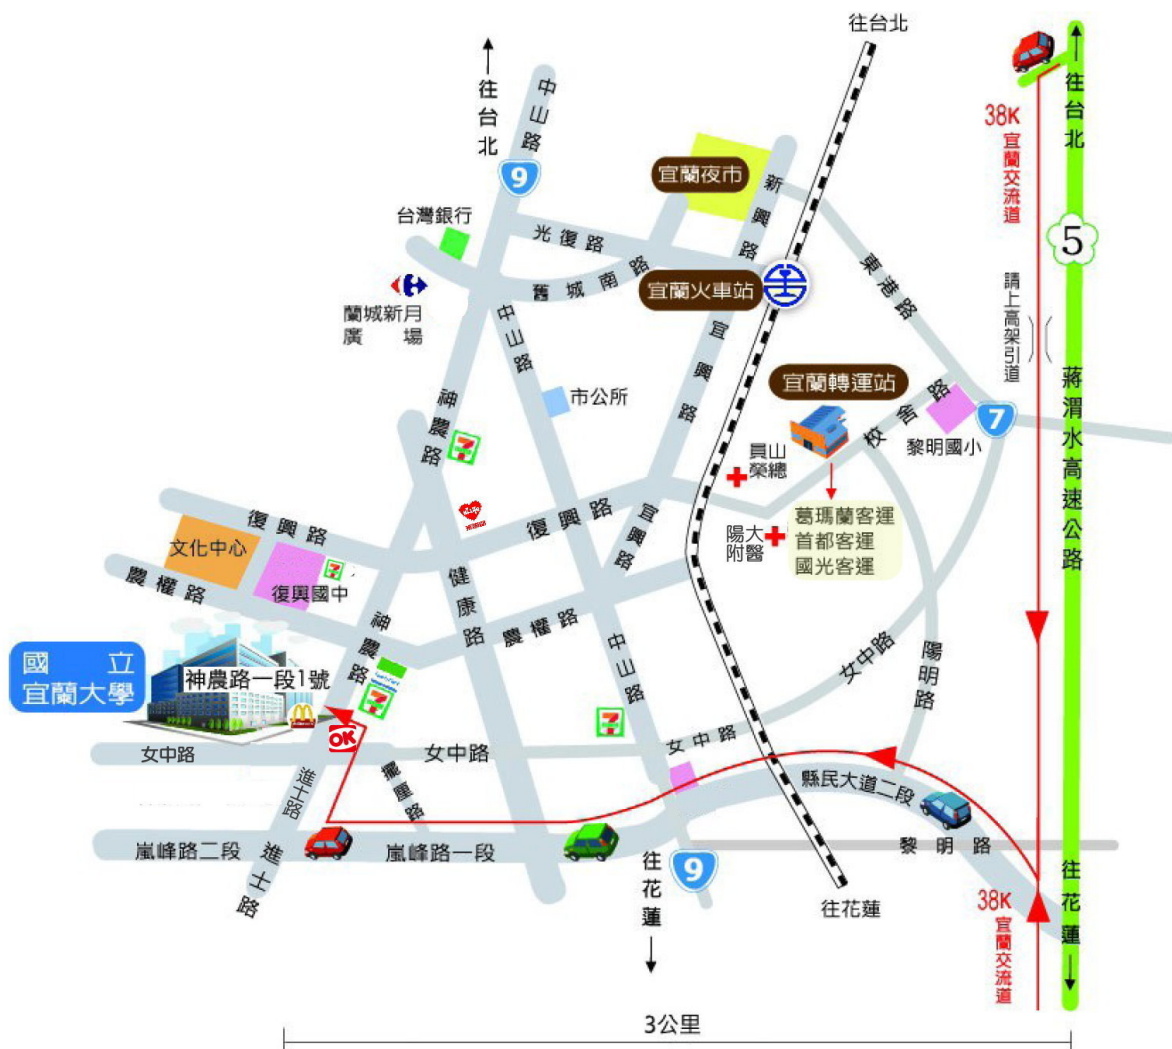 往台北
往台北
往台北
中山路
9
38K
宜蘭交流道
宜蘭夜市
新興路
台灣銀行
光復路
5
舊城南路
宜蘭火車站
東港路
蘭城新月
廣場
請上高架引道
中山路
宜興路
宜蘭轉運站
蔣渭水高速公路
神農路
市公所
校舍路
7
黎明國小
7
員山
榮總
復興路
復興路
宜興路
葛瑪蘭客運
首都客運
國光客運
陽大
附醫
文化中心
7
復興國中
農權路
健康路
神農路
農權路
國立
宜蘭大學
神農路一段1號
中山路
女中路
陽明路
7
7
OK
女中路
女中路
女中路
進士路
擺厘路
縣民大道二段
嵐峰路二段
進士路
嵐峰路一段
黎明路
往花蓮
9
往花蓮
往花蓮
38K
宜蘭交流道
3公里